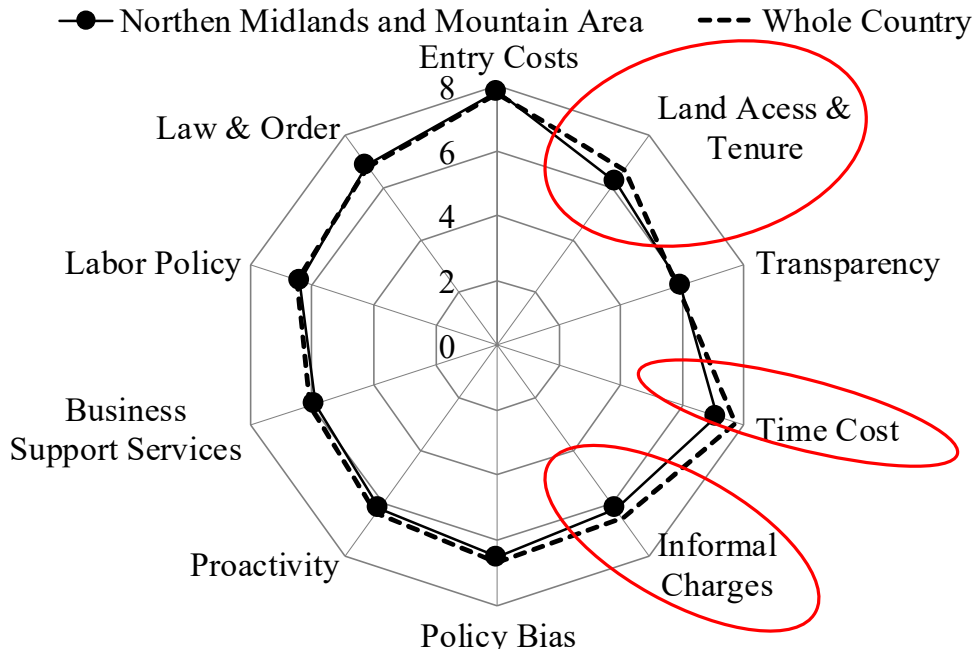 Northen Midlands and Mountain Area
Whole Country
Entry Costs
8
6
4
2
0
Land Acess &
Tenure
Transparency
Time Cost
Informal
Charges
Policy Bias
Proactivity
Business
Support Services
Labor Policy
Law & Order